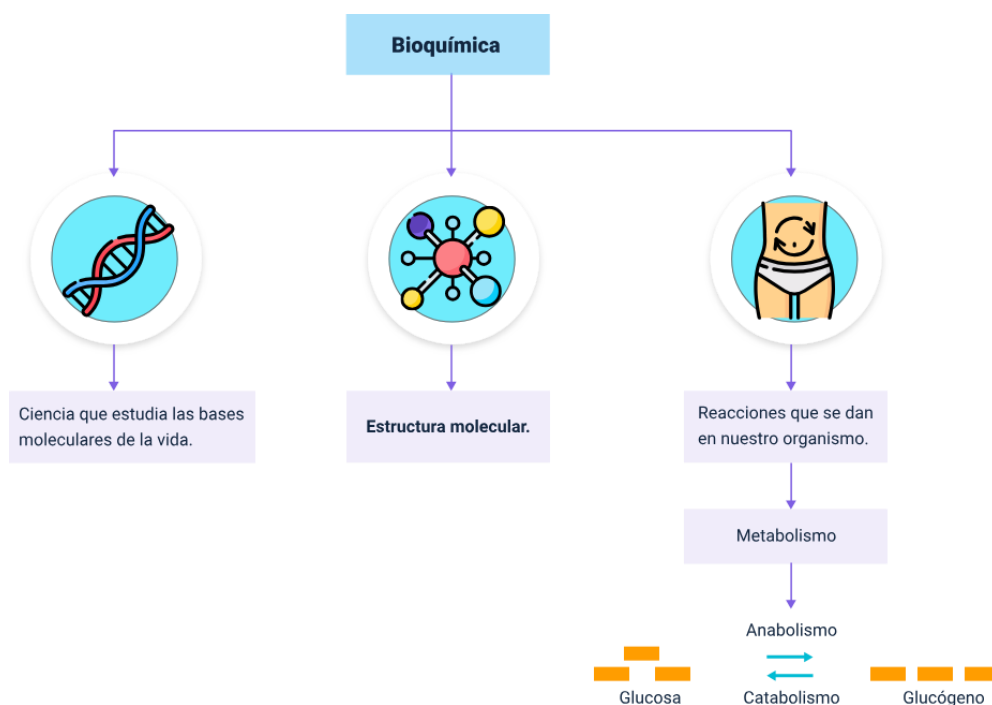 Bioquímica
Ciencia que estudia las bases
moleculares de la vida.
Estructura molecular.
Reacciones que se dan
en nuestro organismo.
Metabolismo
Anabolismo
Glucosa
Catabolismo
Glucógeno